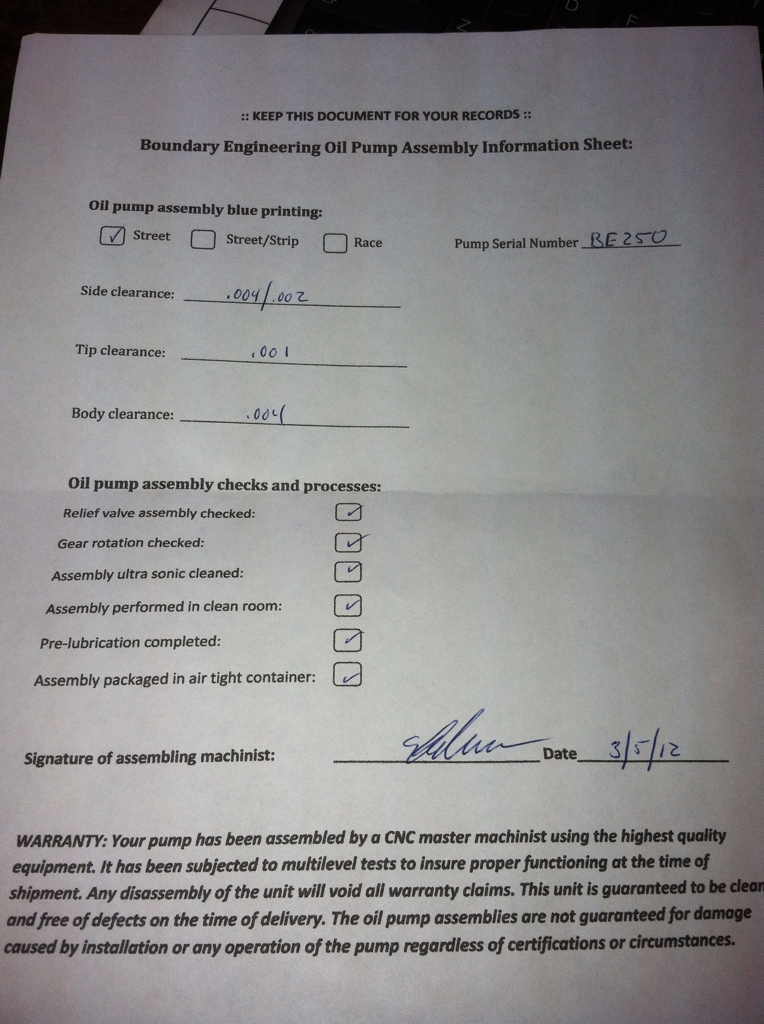 :: KEEP THIS DOCUMENT FOR YOUR RECORDS ::
Boundary Engineering Oil Pump Assembly Information Sheet:
Oil pump assembly blue printing:
Street Street/Strip Race Pump Serial Number BE250
Side clearance: .004/.002
Tip clearance: .001
Body clearance: .004
Oil pump assembly checks and processes:
Relief valve assembly checked:
Gear rotation checked:
Assembly ultra sonic cleaned:
Assembly performed in clean room:
Pre-lubrication completed:
Assembly packaged in air tight container:
Signature of assembling machinist: Date 3/5/12
WARRANTY: Your pump has been assembled by a CNC master machinist using the highest quality
equipment. It has been subjected to multilevel tests to insure proper functioning at the time of
shipment. Any disassembly of the unit will void all warranty claims. This unit is guaranteed to be clean
and free of defects on the time of delivery. The oil pump assemblies are not guaranteed for damage
caused by installation or any operation of the pump regardless of certifications or circumstances.